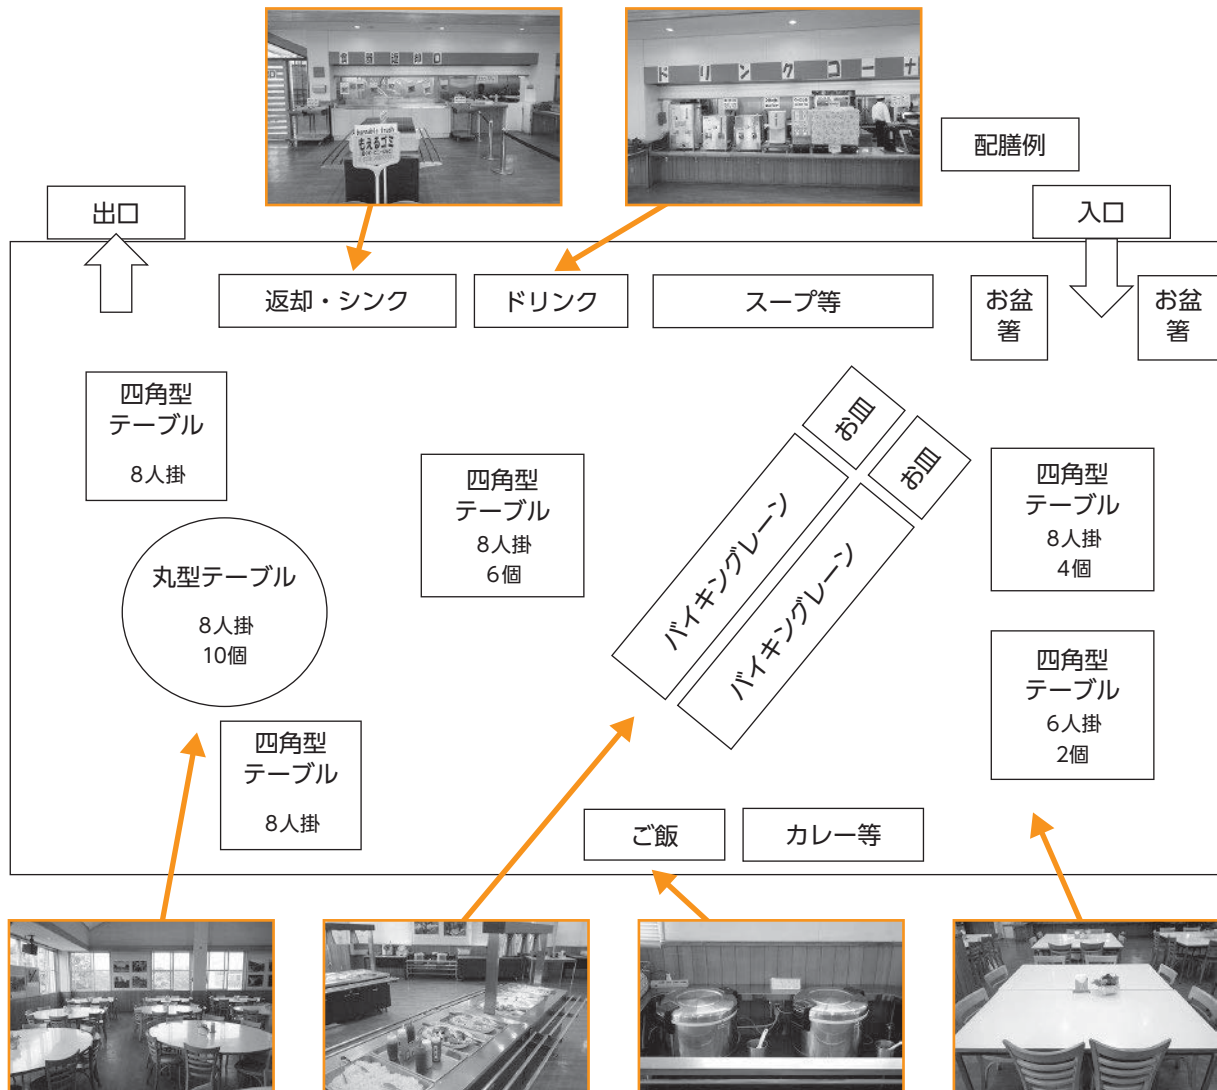 食器返却口
もえるゴミ
ドリンクコーナ
配膳例
出口
入口
返却・シンク
ドリンク
スープ等
お盆
箸
お盆
箸
四角型
テーブル
8人掛
お皿
お皿
四角型
テーブル
8人掛
6個
バイキングレーン
バイキングレーン
四角型
テーブル
8人掛
4個
丸型テーブル
8人掛
10個
四角型
テーブル
6人掛
2個
四角型
テーブル
8人掛
ご飯
カレー等